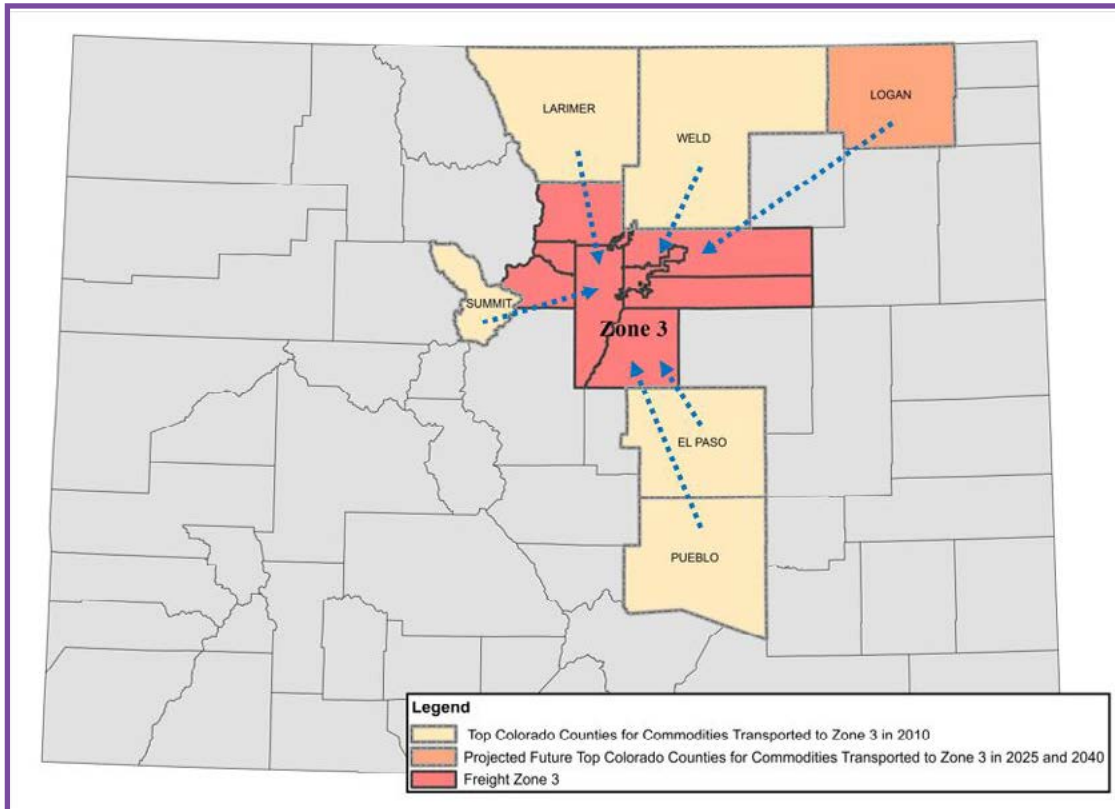 LOGAN
LARIMER
WELD
SUMMIT
Zone 3
EL PASO
PUEBLO
Legend
Top Colorado Counties for Commodities Transported to Zone 3 in 2010
Projected Future Top Colorado Counties for Commodities Transported to Zone 3 in 2025 and 2040
Freight Zone 3